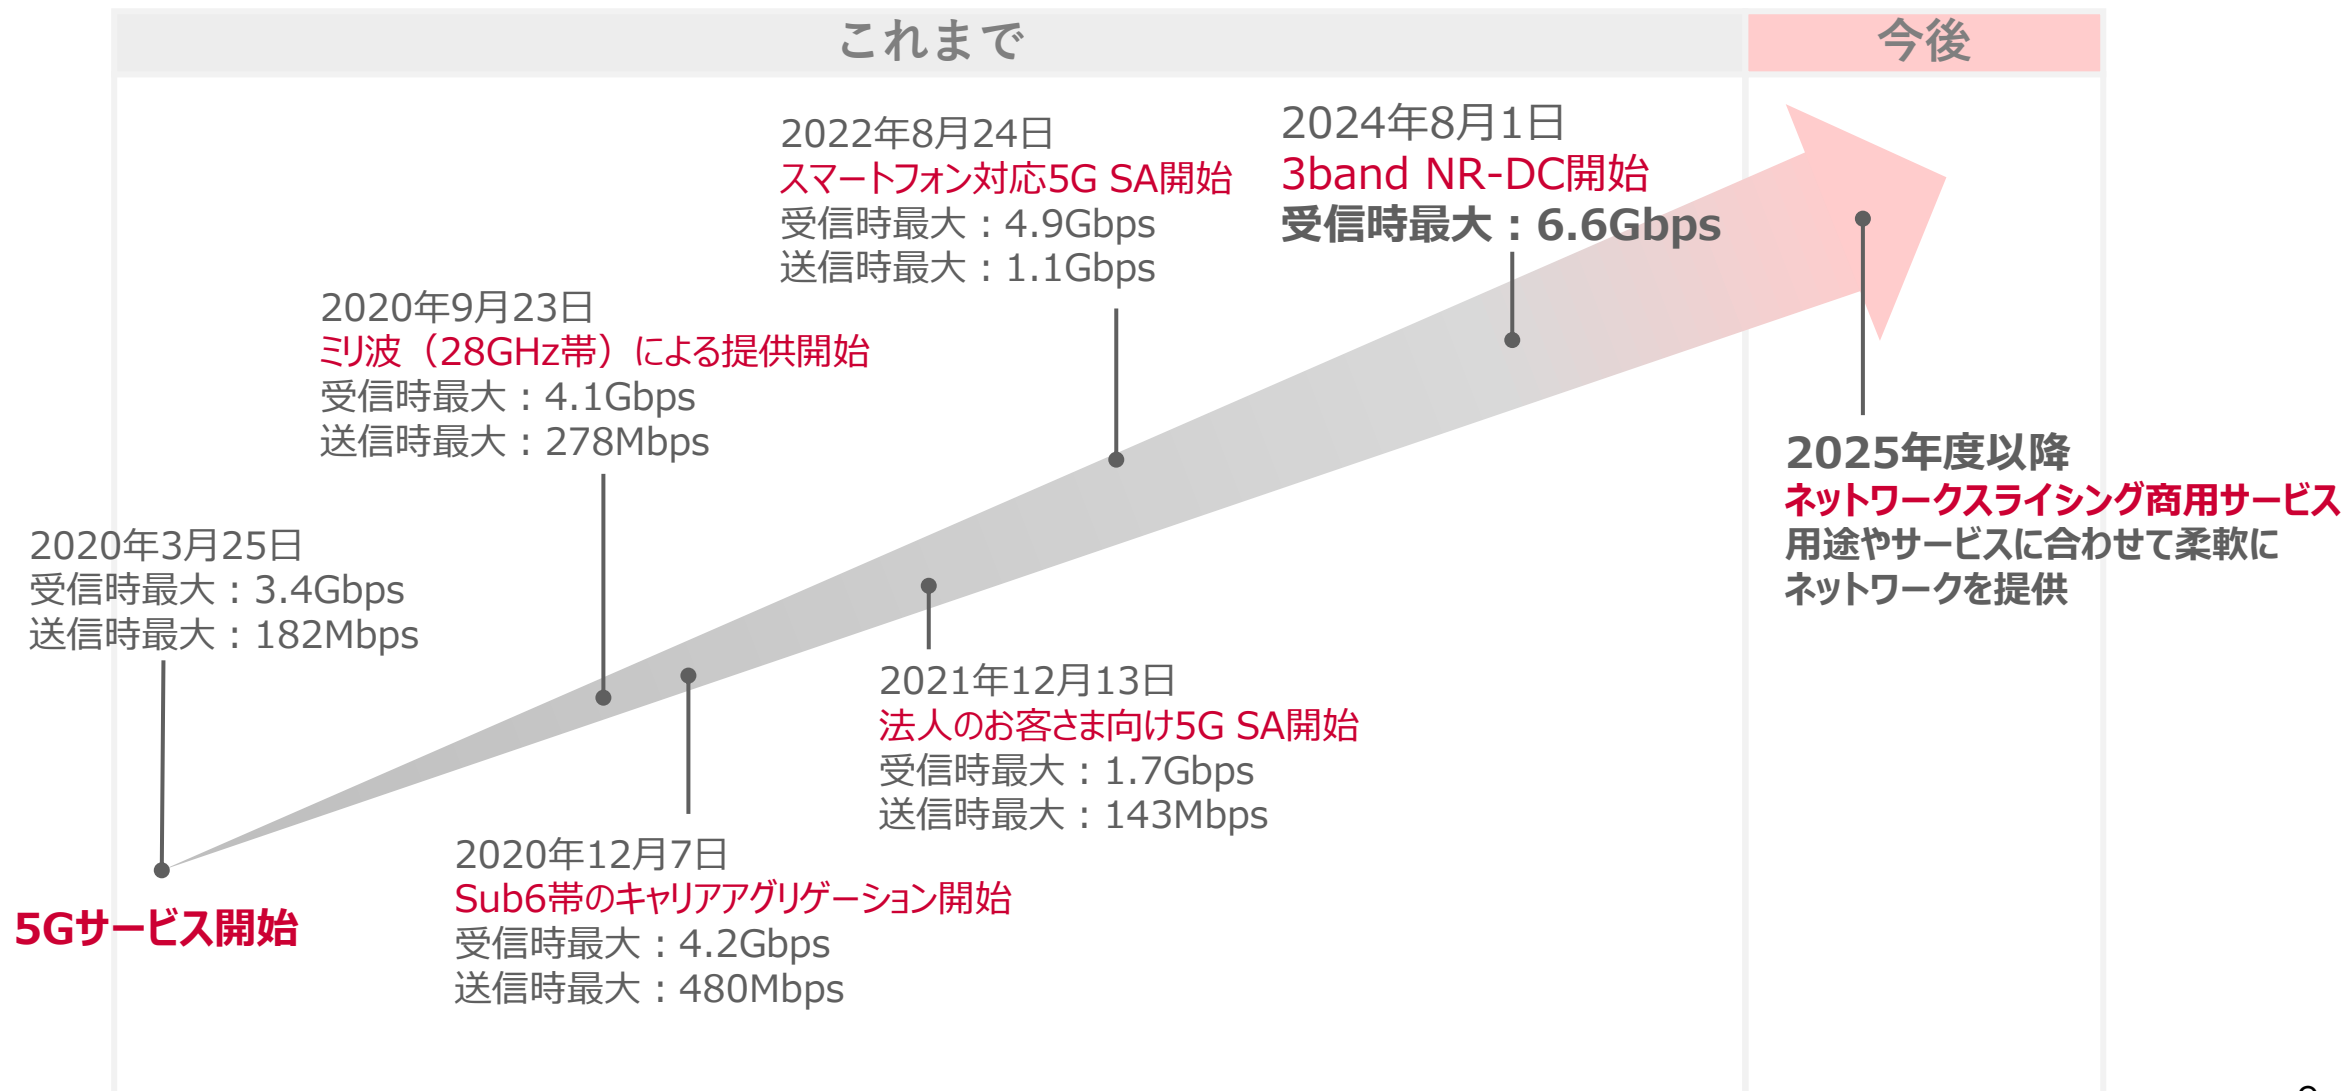 これまで
今後
2020年3月25日
受信時最大：3.4Gbps
送信時最大：182Mbps
5Gサービス開始
2020年9月23日
ミリ波（28GHz帯）による提供開始
受信時最大：4.1Gbps
送信時最大：278Mbps
2020年12月7日
Sub6帯のキャリアアグリゲーション開始
受信時最大：4.2Gbps
送信時最大：480Mbps
2021年12月13日
法人のお客さま向け5G SA開始
受信時最大：1.7Gbps
送信時最大：143Mbps
2022年8月24日
スマートフォン対応5G SA開始
受信時最大：4.9Gbps
送信時最大：1.1Gbps
2024年8月1日
3band NR-DC開始
受信時最大：6.6Gbps
2025年度以降
ネットワークスライシング商用サービス
用途やサービスに合わせて柔軟に
ネットワークを提供